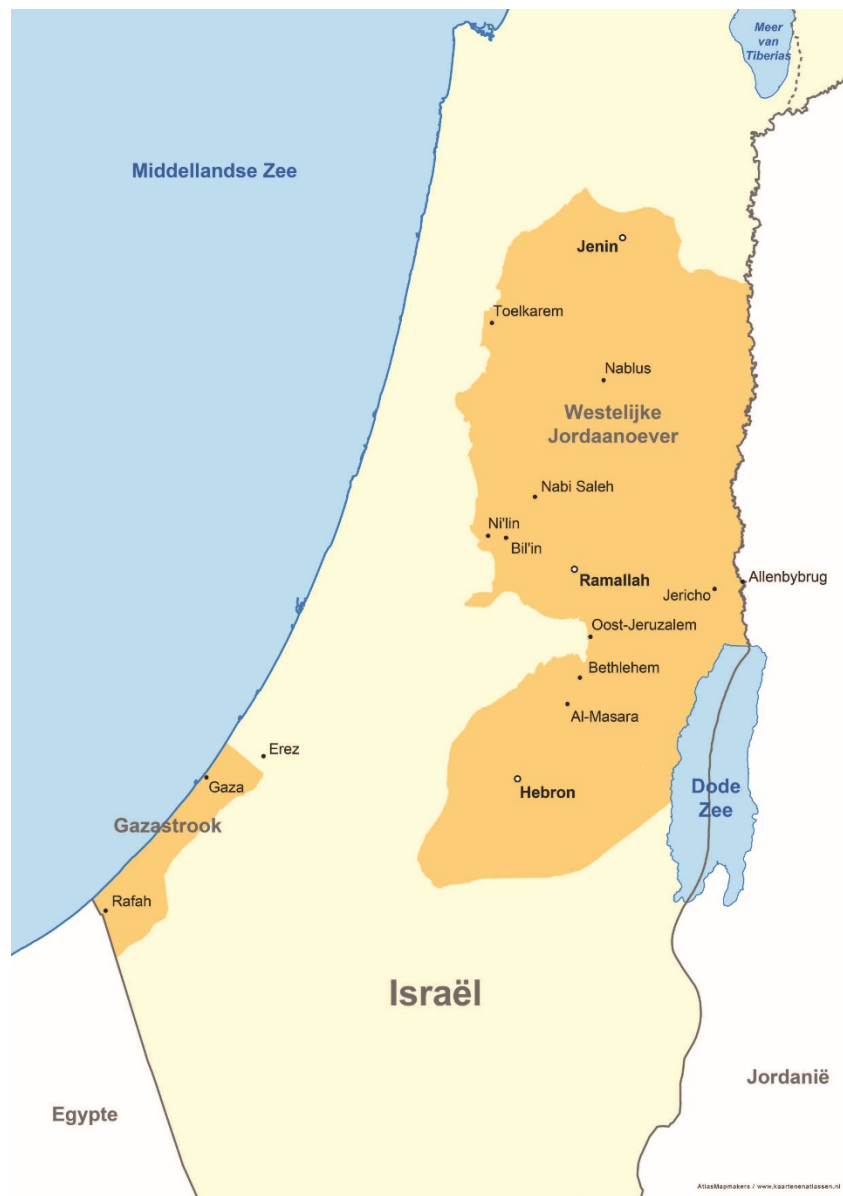 Meer
van
Tiberias
Middellandse Zee
Jenin
Toelkarem
Nablus
Westelijke
Jordaanoever
Nabi Saleh
Ni'lin
Bil'in
Ramallah
Allenbybrug
Jericho
Oost-Jeruzalem
Bethlehem
Al-Masara
Erez
Gaza
Hebron
Dode
Zee
Gazastrook
Rafah
Israël
Jordanië
Egypte
AtlasMapmakers / www.kaartenenatlassen.nl